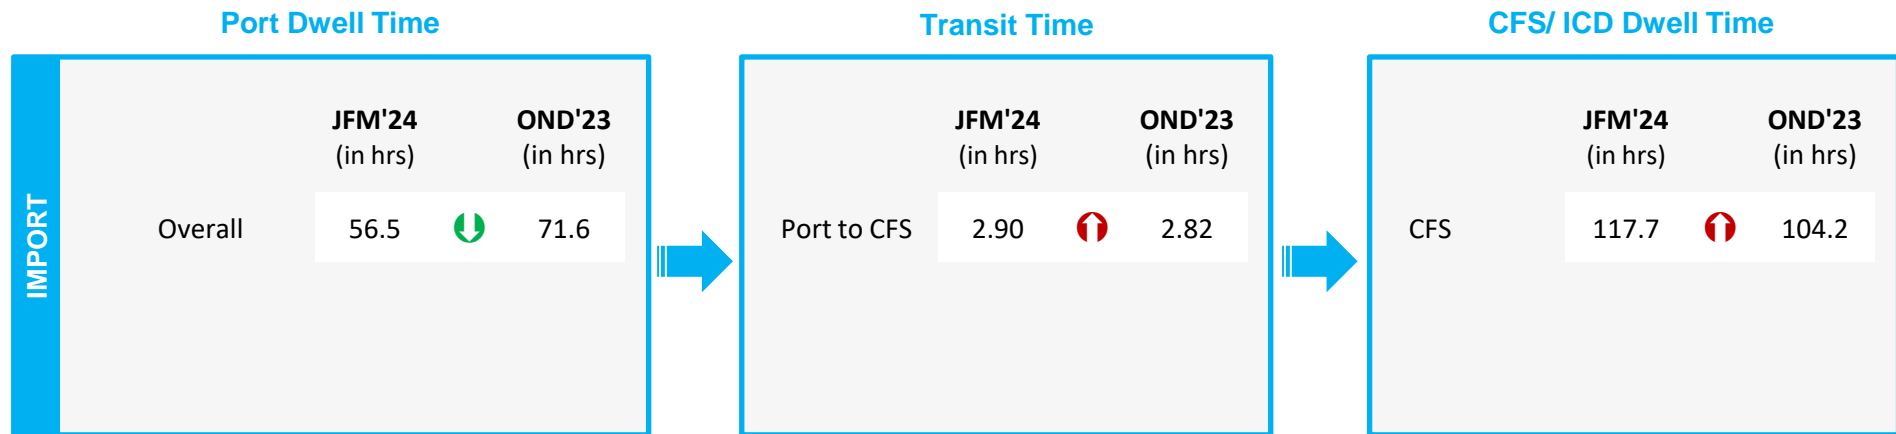 Port Dwell Time
Transit Time
CFS/ ICD Dwell Time
IMPORT
JFM'24 OND'23
(in hrs) (in hrs)
Overall 56.5 71.6
JFM'24 OND'23
(in hrs) (in hrs)
Port to CFS 2.90 2.82
JFM'24 OND'23
(in hrs) (in hrs)
CFS 117.7 104.2